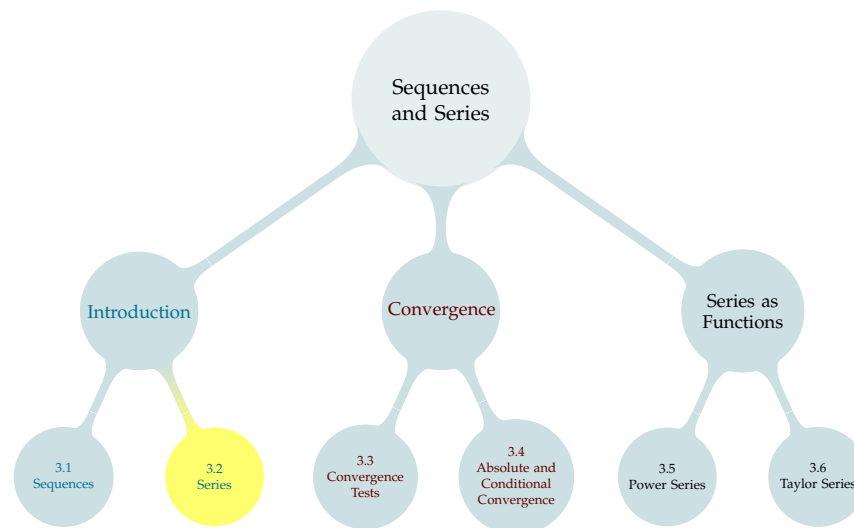 Sequences
and Series
Introduction
Convergence
Series as
Functions
3.1
Sequences
3.2
Series
3.3
Convergence
Tests
3.4
Absolute and
Conditional
Convergence
3.5
Power Series
3.6
Taylor Series